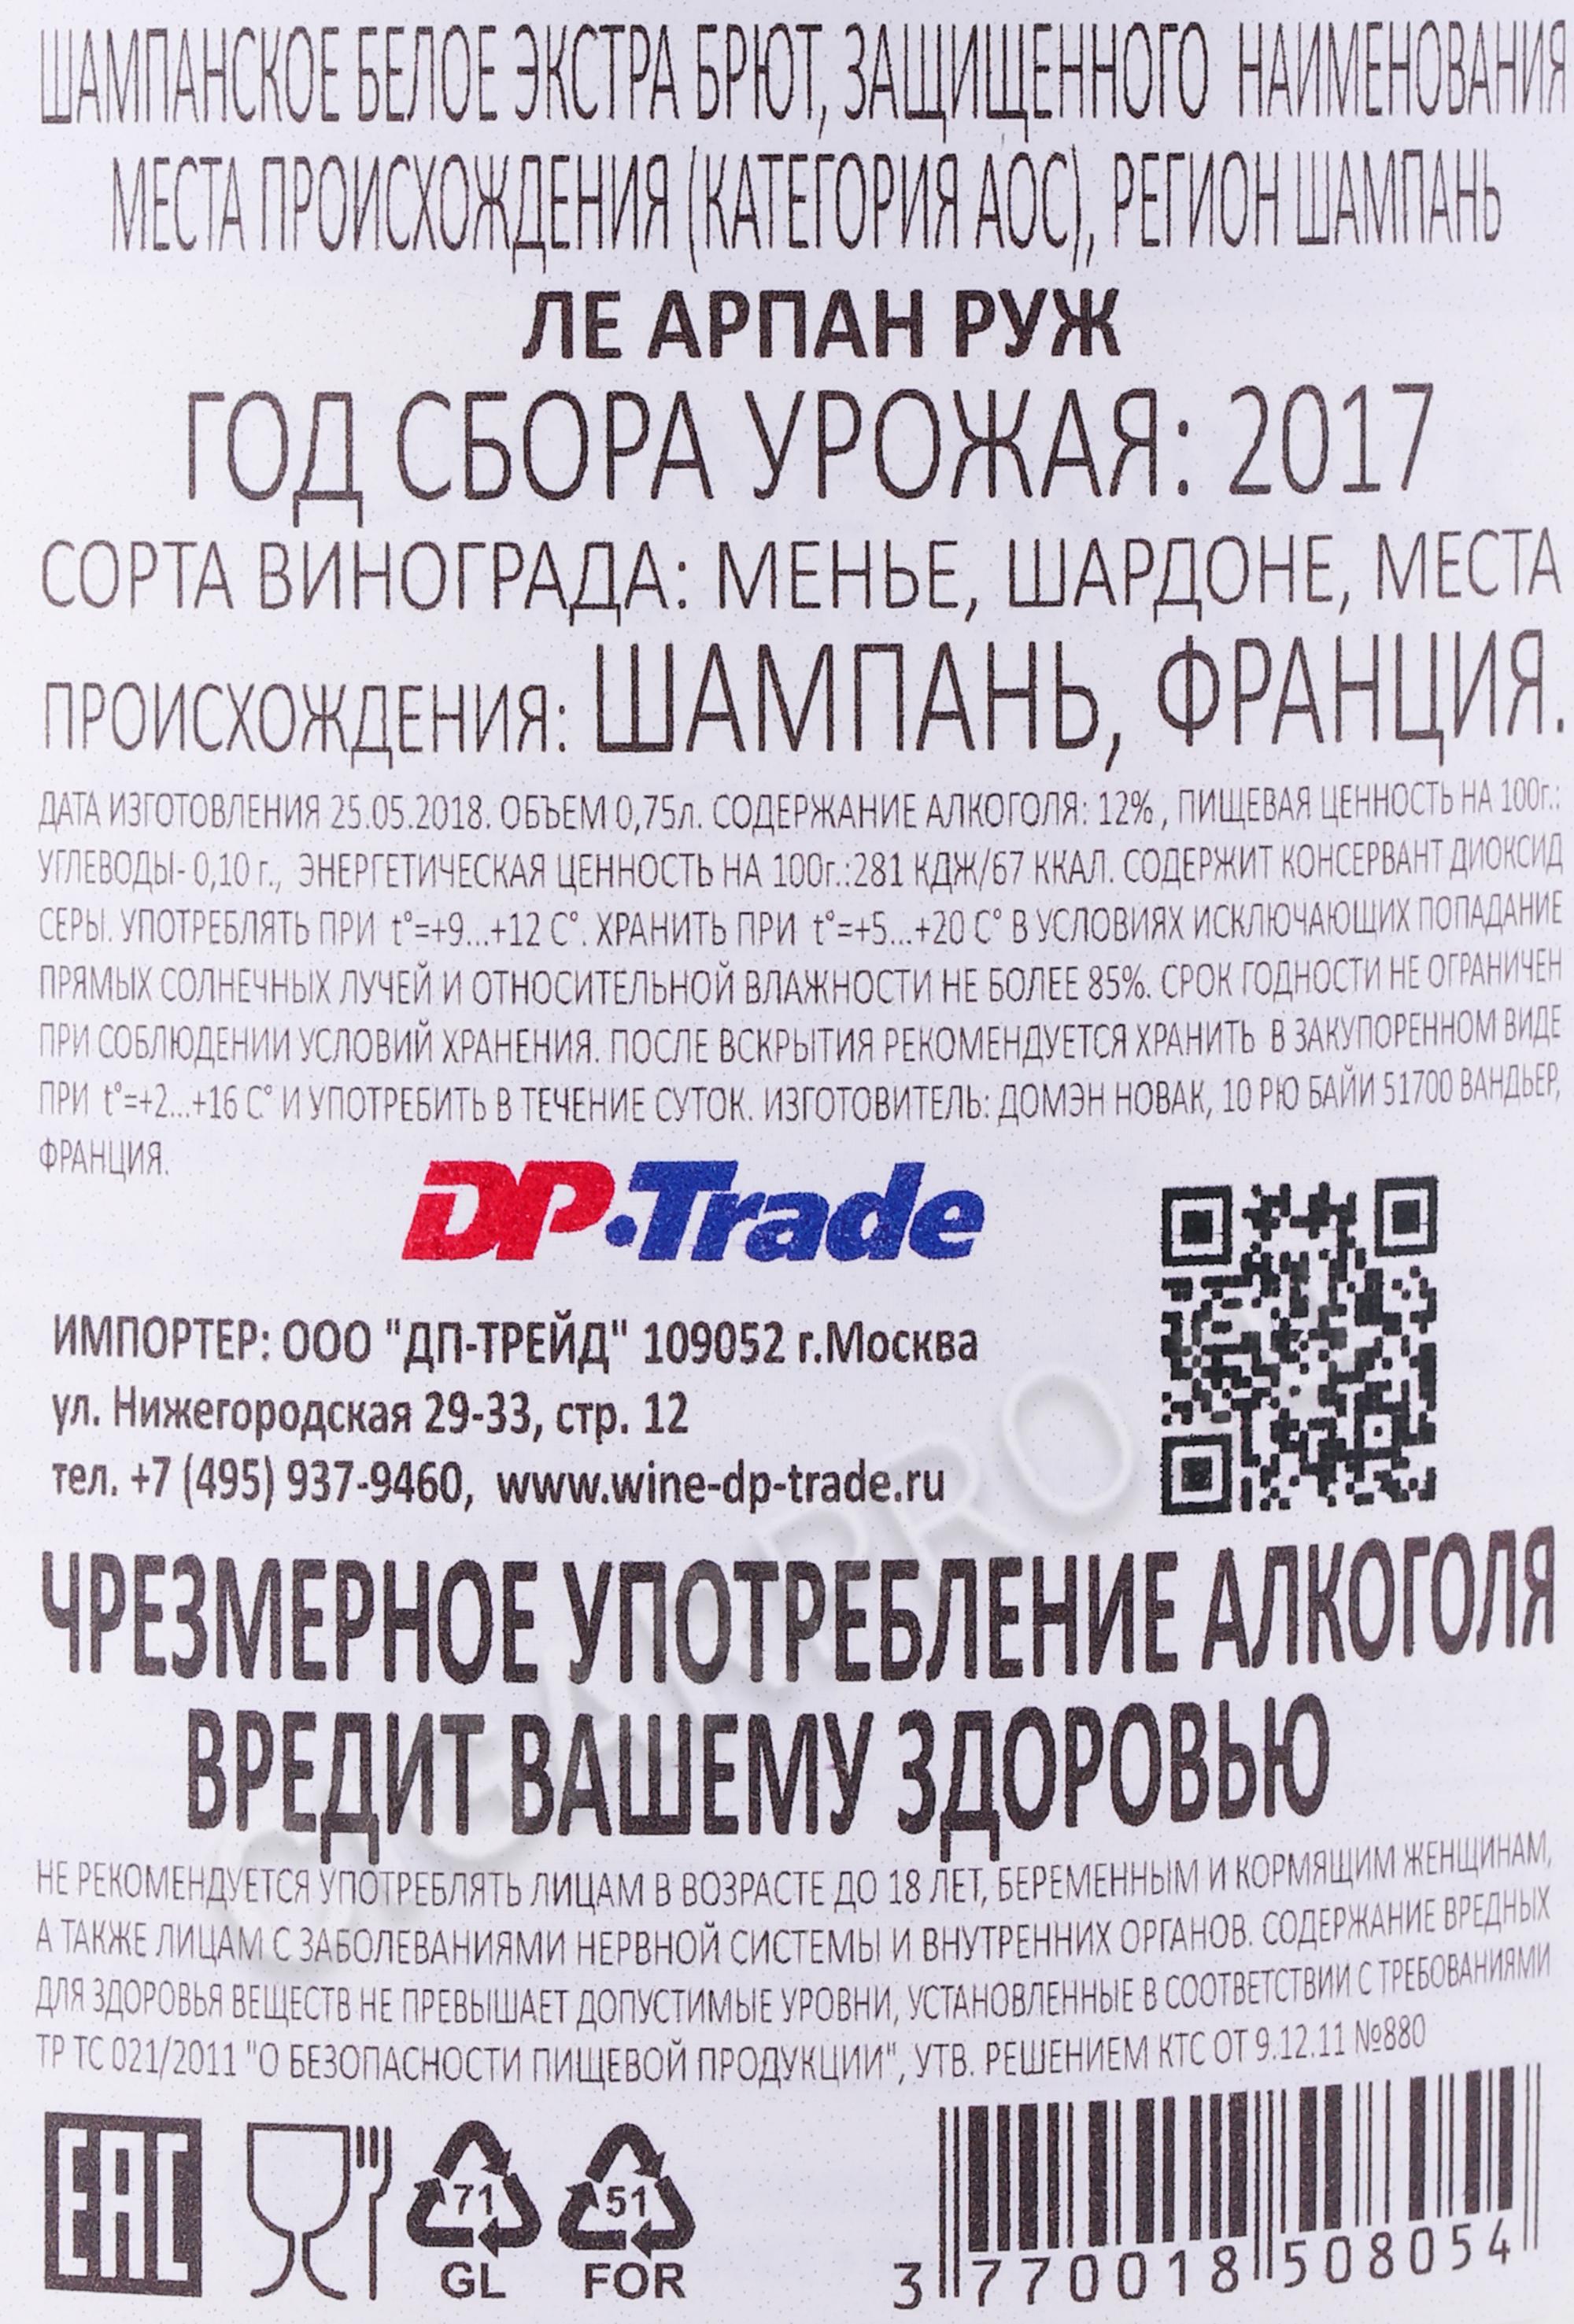 ШАМПАНСКОЕ БЕЛОЕ ЭКСТРА БРЮТ, ЗАЩИЩЕННОГО НАИМЕНОВАНИЯ
МЕСТА ПРОИСХОЖДЕНИЯ (КАТЕГОРИЯ АОС), РЕГИОН ШАМПАНЬ
ЛЕ АРПАН РУЖ
ГОД СБОРА УРОЖАЯ: 2017
СОРТА ВИНОГРАДА: МЕНЬЕ, ШАРДОНЕ, МЕСТА
ПРОИСХОЖДЕНИЯ: ШАМПАНЬ, ФРАНЦИЯ.
ДАТА ИЗГОТОВЛЕНИЯ 25.05.2018. ОБЪЕМ 0,75л. СОДЕРЖАНИЕ АЛКОГОЛЯ: 12% , ПИЩЕВАЯ ЦЕННОСТЬ НА 100г.:
УГЛЕВОДЫ- 0,10 г., ЭНЕРГЕТИЧЕСКАЯ ЦЕННОСТЬ НА 100г.:281 КДЖ/67 ККАЛ. СОДЕРЖИТ КОНСЕРВАНТ ДИОКСИД
СЕРЫ. УПОТРЕБЛЯТЬ ПРИ t°=+9...+12 C°. ХРАНИТЬ ПРИ t°=+5...+20 C° В УСЛОВИЯХ ИСКЛЮЧАЮЩИХ ПОПАДАНИЕ
ПРЯМЫХ СОЛНЕЧНЫХ ЛУЧЕЙ И ОТНОСИТЕЛЬНОЙ ВЛАЖНОСТИ НЕ БОЛЕЕ 85%. СРОК ГОДНОСТИ НЕ ОГРАНИЧЕН
ПРИ СОБЛЮДЕНИИ УСЛОВИЙ ХРАНЕНИЯ. ПОСЛЕ ВСКРЫТИЯ РЕКОМЕНДУЕТСЯ ХРАНИТЬ В ЗАКУПОРЕННОМ ВИДЕ
ПРИ t°=+2...+16 C° И УПОТРЕБИТЬ В ТЕЧЕНИЕ СУТОК. ИЗГОТОВИТЕЛЬ: ДОМЭН НОВАК, 10 РЮ БАЙИ 51700 ВАНДЬЕР,
ФРАНЦИЯ.
DP·Trade
ИМПОРТЕР: ООО "ДП-ТРЕЙД" 109052 г.Москва
ул. Нижегородская 29-33, стр. 12
тел. +7 (495) 937-9460, www.wine-dp-trade.ru
ЧРЕЗМЕРНОЕ УПОТРЕБЛЕНИЕ АЛКОГОЛЯ
ВРЕДИТ ВАШЕМУ ЗДОРОВЬЮ
НЕ РЕКОМЕНДУЕТСЯ УПОТРЕБЛЯТЬ ЛИЦАМ В ВОЗРАСТЕ ДО 18 ЛЕТ, БЕРЕМЕННЫМ И КОРМЯЩИМ ЖЕНЩИНАМ,
А ТАКЖЕ ЛИЦАМ С ЗАБОЛЕВАНИЯМИ НЕРВНОЙ СИСТЕМЫ И ВНУТРЕННИХ ОРГАНОВ. СОДЕРЖАНИЕ ВРЕДНЫХ
ДЛЯ ЗДОРОВЬЯ ВЕЩЕСТВ НЕ ПРЕВЫШАЕТ ДОПУСТИМЫЕ УРОВНИ, УСТАНОВЛЕННЫЕ В СООТВЕТСТВИИ С ТРЕБОВАНИЯМИ
ТР ТС 021/2011 "О БЕЗОПАСНОСТИ ПИЩЕВОЙ ПРОДУКЦИИ", УТВ. РЕШЕНИЕМ КТС ОТ 9.12.11 №880
EAC
71
GL
51
FOR
3 770018 508054